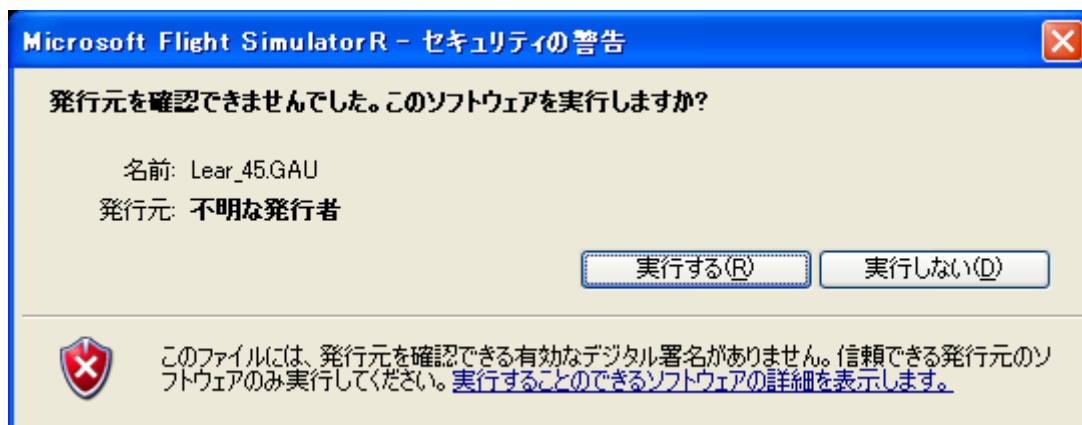 Microsoft Flight SimulatorR - セキュリティの警告
発行元を確認できませんでした。このソフトウェアを実行しますか?
名前: Lear_45.GAU
発行元: 不明な発行者
実行する(R) 実行しない(D)
このファイルには、発行元を確認できる有効なデジタル署名がありません。信頼できる発行元のソ
フトウェアのみ実行してください。実行することのできるソフトウェアの詳細を表示します。